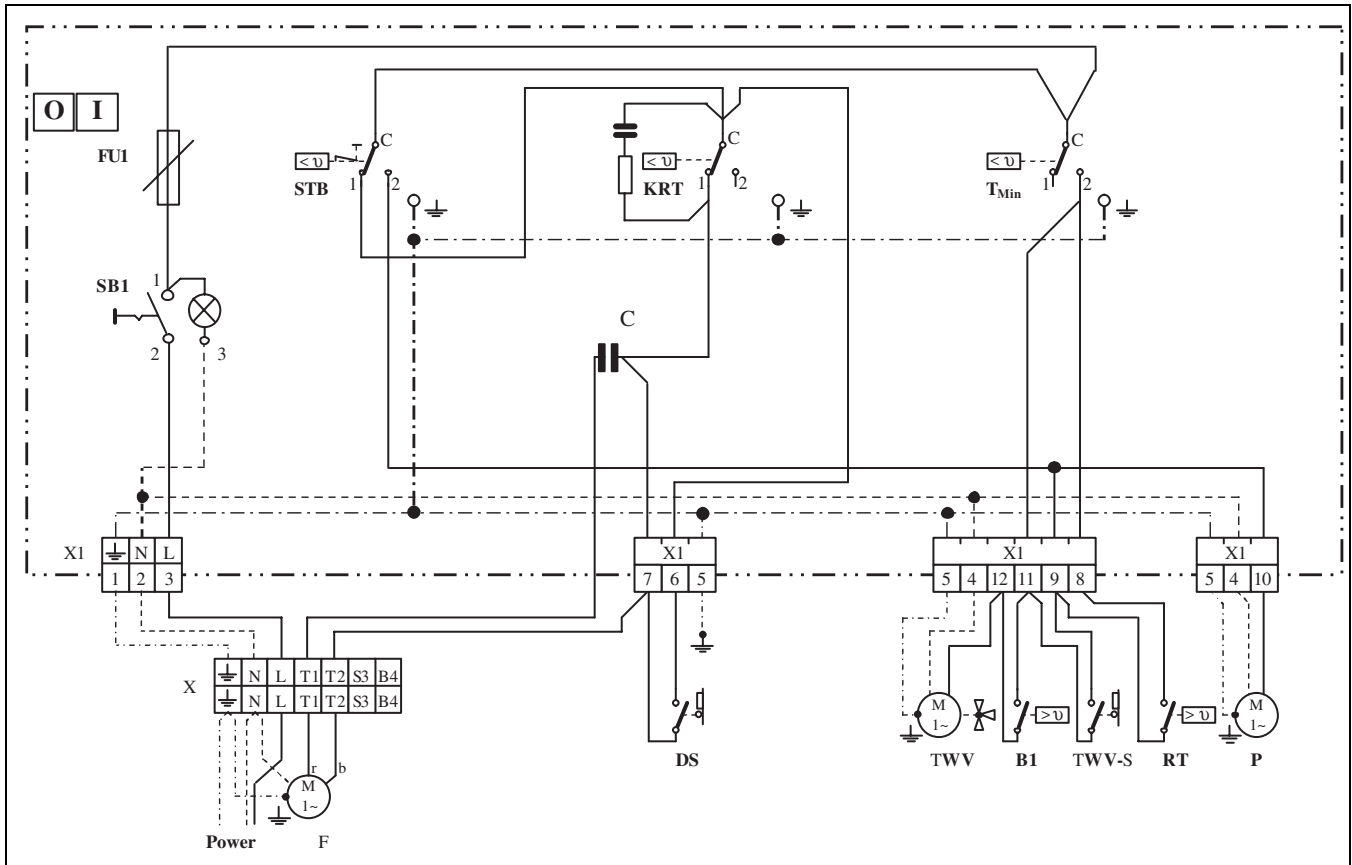 O I
FU1
C
< υ
STB
1 2
C
< υ
KRT
1 2
C
< υ
TMin
1 2
SB1
1
2 3
C
X1
N L
1 2 3
X1
7 6 5
X1
5 4 12 11 9 8
X1
5 4 10
X
N L T1 T2 S3 B4
N L T1 T2 S3 B4
r b
M
1~
Power
F
DS
M
1~
TWV
> υ
B1
TWV-S
> υ
RT
M
1~
P